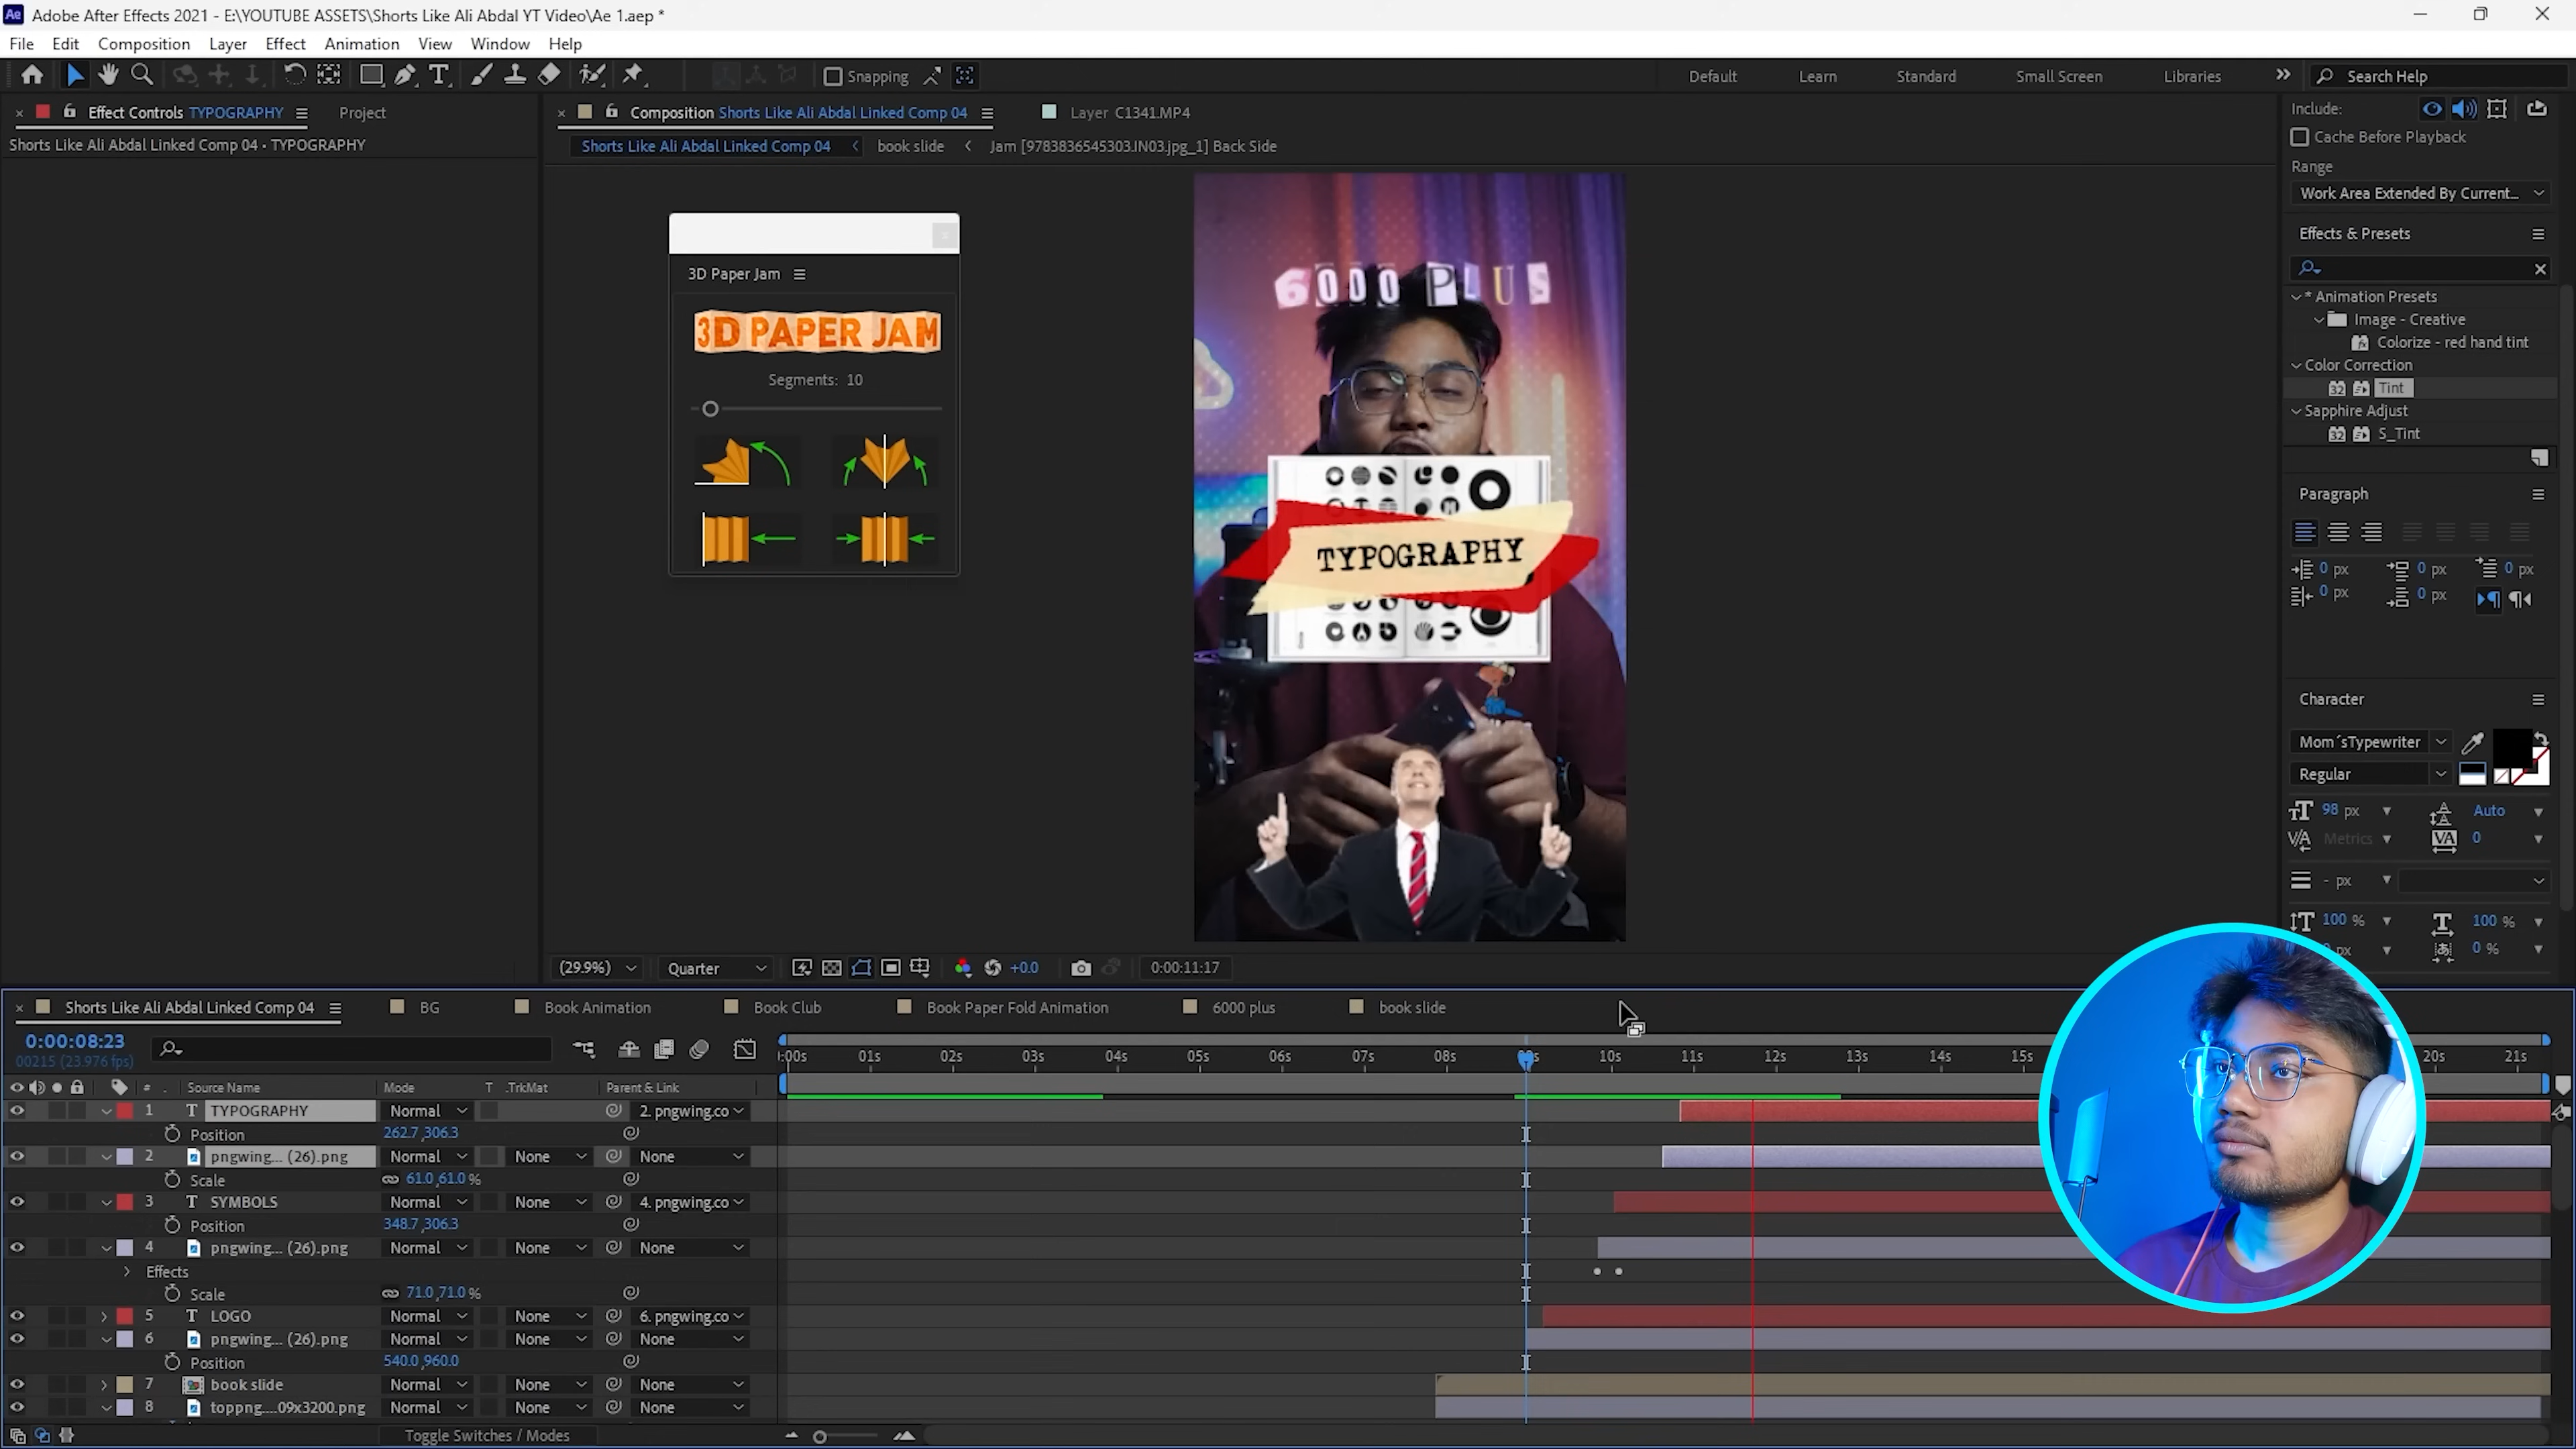 Ae Adobe After Effects 2021 - E:\YOUTUBE ASSETS\Shorts Like Ali Abdal YT Video\Ae 1.aep *
File Edit Composition Layer Effect Animation View Window Help
Snapping
Default Learn Standard Small Screen Libraries Search Help
Effect Controls TYPOGRAPHY Project
Shorts Like Ali Abdal Linked Comp 04 • TYPOGRAPHY
Composition Shorts Like Ali Abdal Linked Comp 04 Layer C1341.MP4
Shorts Like Ali Abdal Linked Comp 04 book slide Jam [9783836545303.IN03.jpg_1] Back Side
3D Paper Jam
3D PAPER JAM
Segments: 10
6000 PLUS
TYPOGRAPHY
(29.9%) Quarter +0.0 0:00:11:17
Include:
Cache Before Playback
Range
Work Area Extended By Current...
Effects & Presets
* Animation Presets
Image - Creative
Colorize - red hand tint
Color Correction
32 Tint
Sapphire Adjust
32 S_Tint
Paragraph
0 px 0 px 0 px
0 px 0 px
Character
Mom´sTypewriter
Regular
98 px Auto
Metrics 0
- px
100 % 100 %
px 0 %
Shorts Like Ali Abdal Linked Comp 04 BG Book Animation Book Club Book Paper Fold Animation 6000 plus book slide
0:00:08:23
00215 (23.976 fps)
:00s 01s 02s 03s 04s 05s 06s 07s 08s 10s 11s 12s 13s 14s 15s 20s 21s
# Source Name Mode T .TrkMat Parent & Link
1 T TYPOGRAPHY Normal 2. pngwing.co
Position 262.7,306.3
2 pngwing... (26).png Normal None None
Scale 61.0,61.0 %
3 T SYMBOLS Normal None 4. pngwing.co
Position 348.7,306.3
4 pngwing... (26).png Normal None None
Effects
Scale 71.0,71.0 %
5 T LOGO Normal None 6. pngwing.co
6 pngwing... (26).png Normal None None
Position 540.0,960.0
7 book slide Normal None None
8 toppng....09x3200.png Normal None None
Toggle Switches / Modes